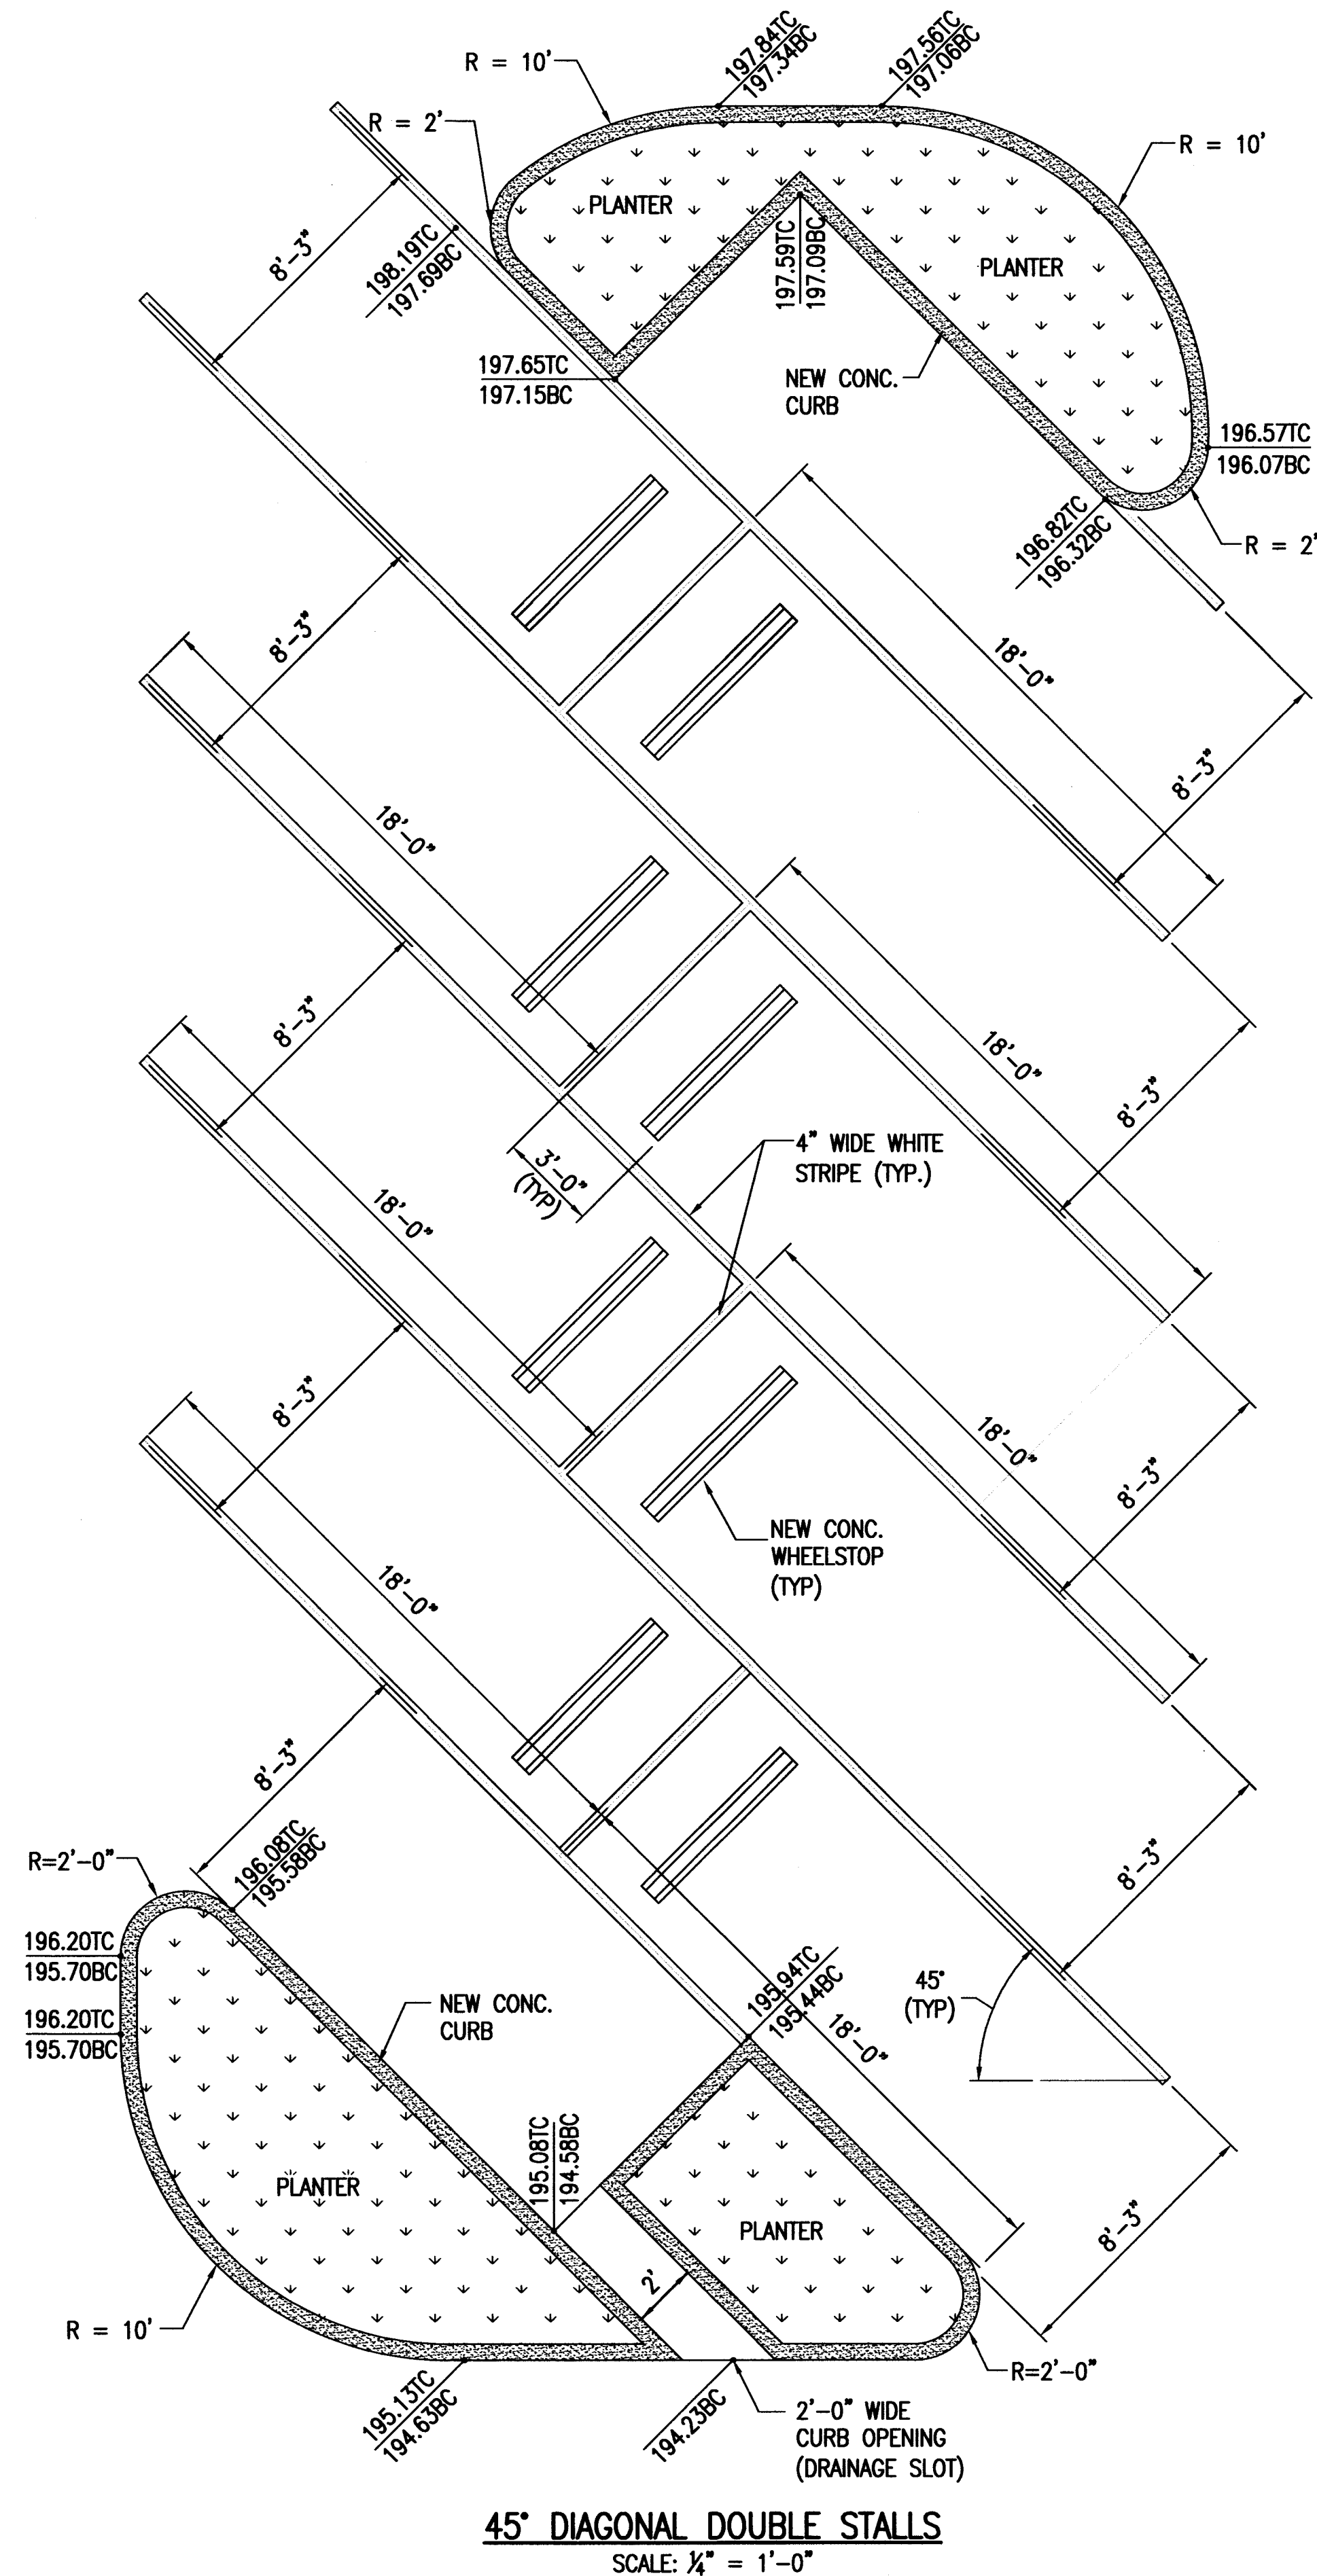 197.84TC
197.34BC
197.56TC
197.06BC
R = 10'
R = 2'
R = 10'
PLANTER
8'-3"
198.19TC
197.69BC
197.59TC
197.09BC
PLANTER
197.65TC
197.15BC
NEW CONC.
CURB
196.57TC
196.07BC
196.82TC
196.32BC
R = 2'
8'-3"
18'-0"
8'-3"
18'-0"
8'-3"
18'-0"
8'-3"
4" WIDE WHITE
STRIPE (TYP.)
3'-0"
(TYP)
18'-0"
8'-3"
18'-0"
8'-3"
NEW CONC.
WHEELSTOP
(TYP)
18'-0"
8'-3"
8'-3"
R=2'-0"
196.08TC
195.58BC
196.20TC
195.70BC
196.20TC
195.70BC
NEW CONC.
CURB
195.94TC
195.44BC
45°
(TYP)
18'-0"
195.08TC
194.58BC
PLANTER
PLANTER
8'-3"
2'
R = 10'
R=2'-0"
195.13TC
194.63BC
194.23BC
2'-0" WIDE
CURB OPENING
(DRAINAGE SLOT)
45° DIAGONAL DOUBLE STALLS
SCALE: ¼" = 1'-0"